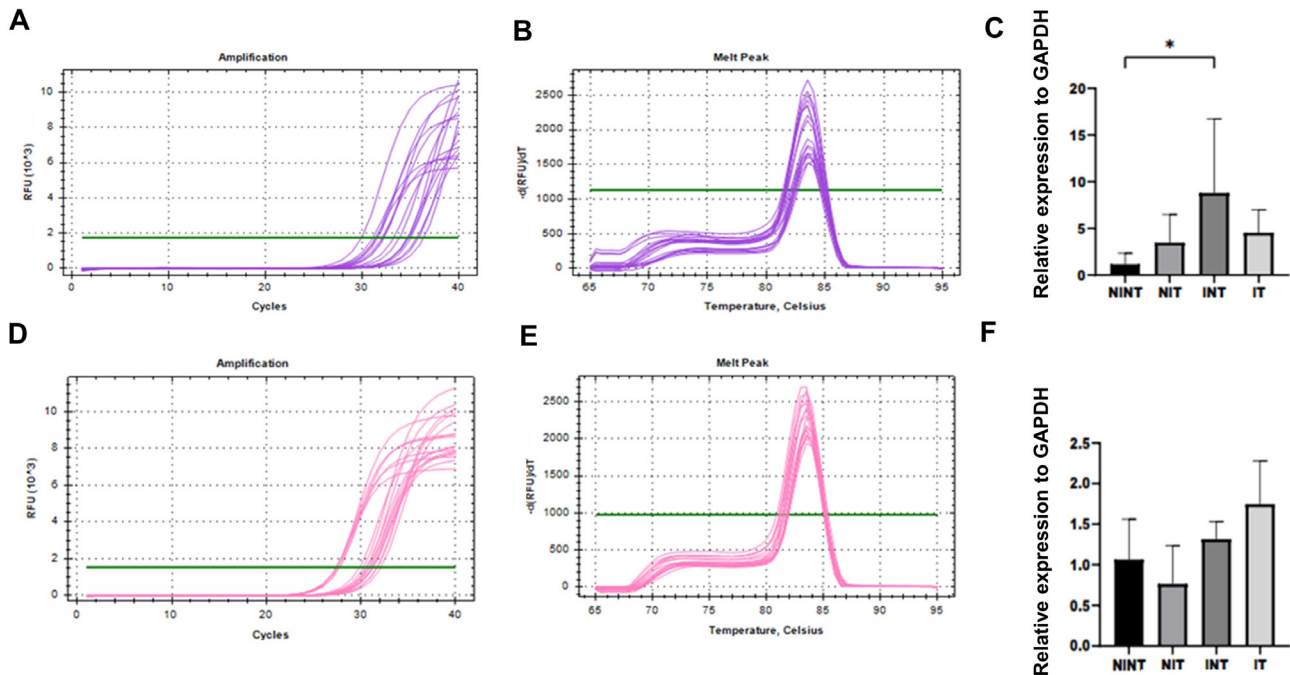 A
Amplification
RFU (10^3)
10
8
6
4
2
0
0 10 20 30 40
Cycles
B
Melt Peak
-d(RFU)/dT
2500
2000
1500
1000
500
0
65 70 75 80 85 90 95
Temperature, Celsius
C
Relative expression to GAPDH
*
20
15
10
5
0
NINT NIT INT IT
D
Amplification
RFU (10^3)
10
8
6
4
2
0
0 10 20 30 40
Cycles
E
Melt Peak
-d(RFU)/dT
2500
2000
1500
1000
500
0
65 70 75 80 85 90 95
Temperature, Celsius
F
Relative expression to GAPDH
2.5
2.0
1.5
1.0
0.5
0.0
NINT NIT INT IT